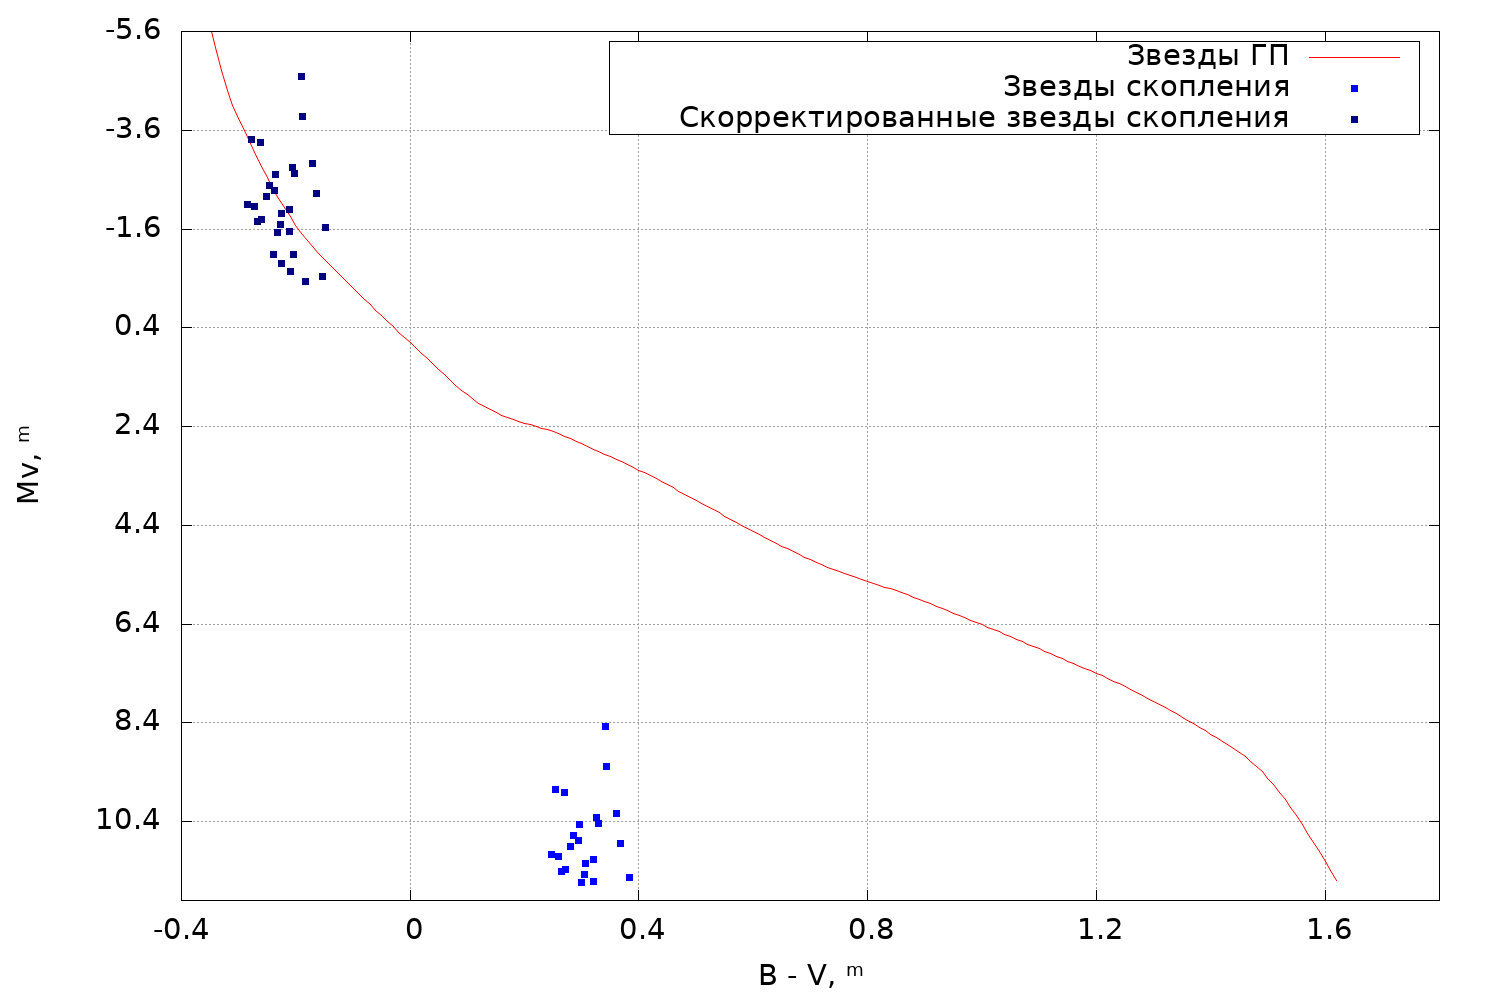 -5.6
Звезды ГП
Звезды скопления
Скорректированные звезды скопления
-3.6
-1.6
0.4
2.4
4.4
6.4
8.4
10.4
Mv, m
-0.4 0 0.4 0.8 1.2 1.6
B - V, m